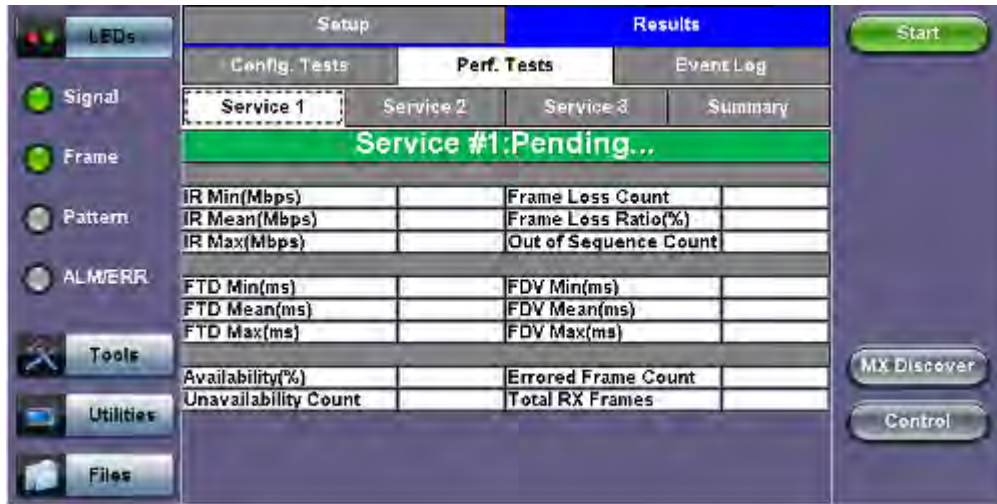 LEDs
Signal
Frame
Pattern
ALM/ERR
Tools
Utilities
Files
Setup Results
Config. Tests Perf. Tests Event Log
Service 1 Service 2 Service 3 Summary
Service #1:Pending...
IR Min(Mbps) Frame Loss Count
IR Mean(Mbps) Frame Loss Ratio(%)
IR Max(Mbps) Out of Sequence Count
FTD Min(ms) FDV Min(ms)
FTD Mean(ms) FDV Mean(ms)
FTD Max(ms) FDV Max(ms)
Availability(%) Errored Frame Count
Unavailability Count Total RX Frames
Start
MX Discover
Control